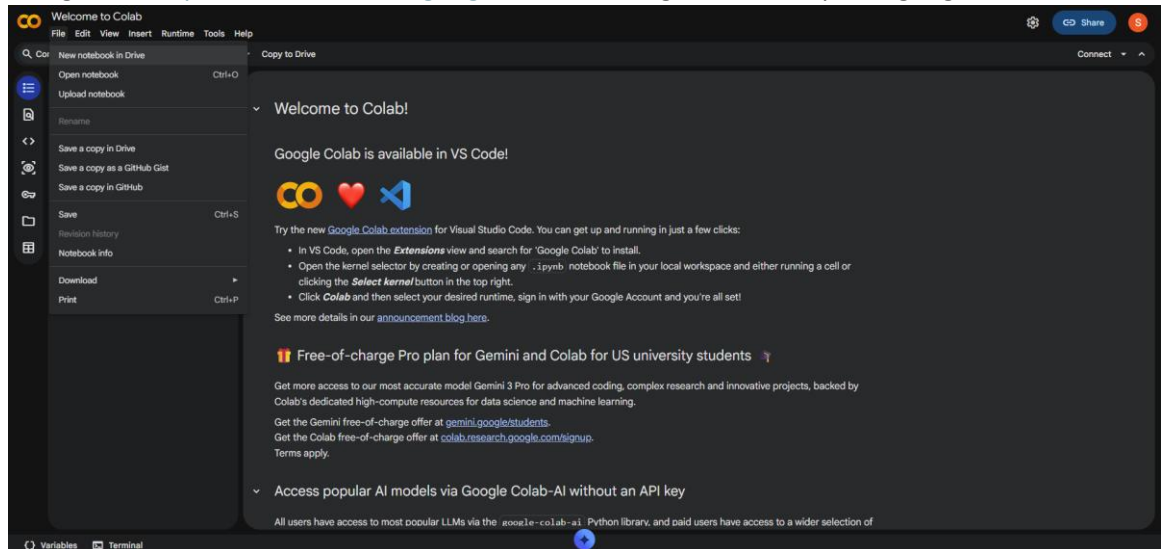 Welcome to Colab
File Edit View Insert Runtime Tools Help
Share
S
Copy to Drive
Connect
New notebook in Drive
Open notebook Ctrl+O
Upload notebook
Rename
Save a copy in Drive
Save a copy as a GitHub Gist
Save a copy in GitHub
Save Ctrl+S
Revision history
Notebook info
Download
Print Ctrl+P
Welcome to Colab!
Google Colab is available in VS Code!
Try the new Google Colab extension for Visual Studio Code. You can get up and running in just a few clicks:
• In VS Code, open the Extensions view and search for 'Google Colab' to install.
• Open the kernel selector by creating or opening any .ipynb notebook file in your local workspace and either running a cell or
clicking the Select kernel button in the top right.
• Click Colab and then select your desired runtime, sign in with your Google Account and you're all set!
See more details in our announcement blog here.
Free-of-charge Pro plan for Gemini and Colab for US university students
Get more access to our most accurate model Gemini 3 Pro for advanced coding, complex research and innovative projects, backed by
Colab's dedicated high-compute resources for data science and machine learning.
Get the Gemini free-of-charge offer at gemini.google/students.
Get the Colab free-of-charge offer at colab.research.google.com/signup.
Terms apply.
Access popular AI models via Google Colab-AI without an API key
All users have access to most popular LLMs via the google-colab-ai Python library, and paid users have access to a wider selection of
Variables Terminal